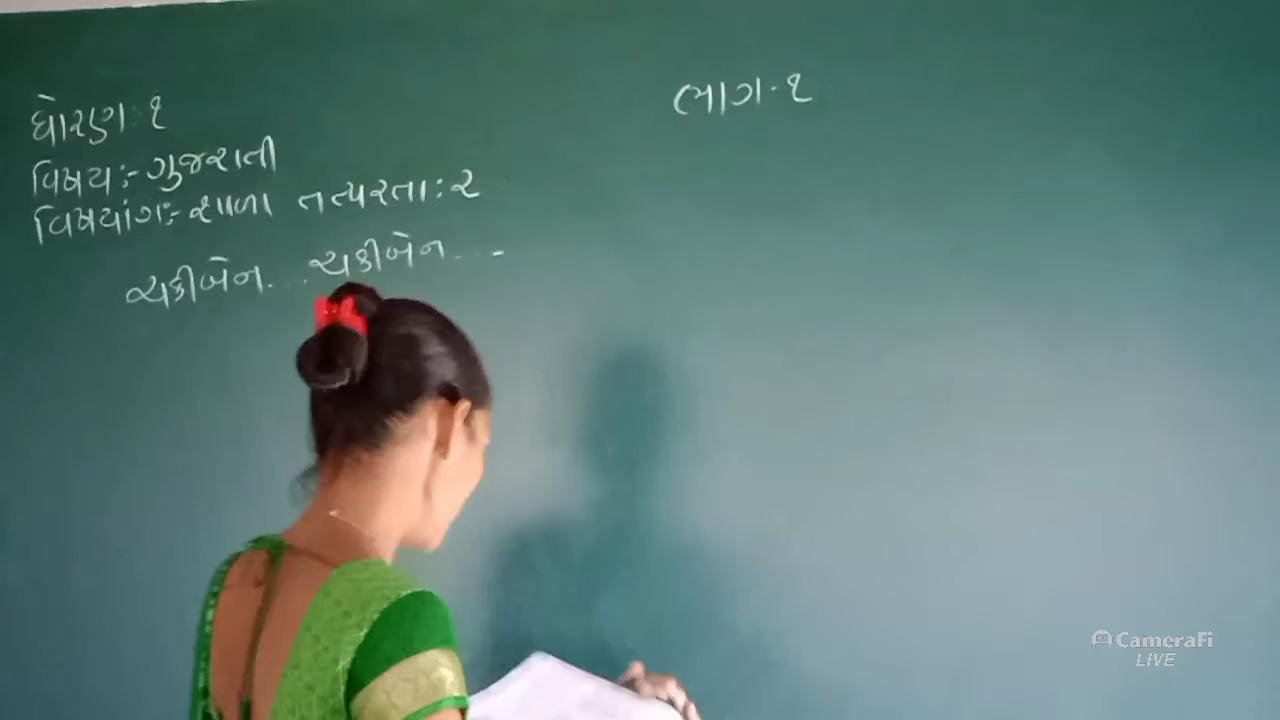 ધોરણ:૧
વિષય:-ગુજરાતી
વિષયાંગ:-શાળા તત્પરતા:૨
ચકીબેન... ચકીબેન...-
ભાગ-૧
CameraFi
LIVE